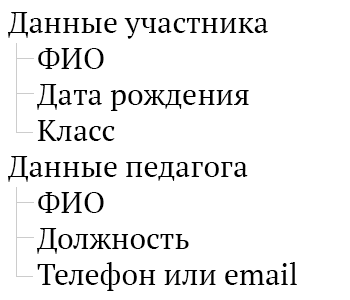 Данные участника
ФИО
Дата рождения
Класс
Данные педагога
ФИО
Должность
Телефон или email